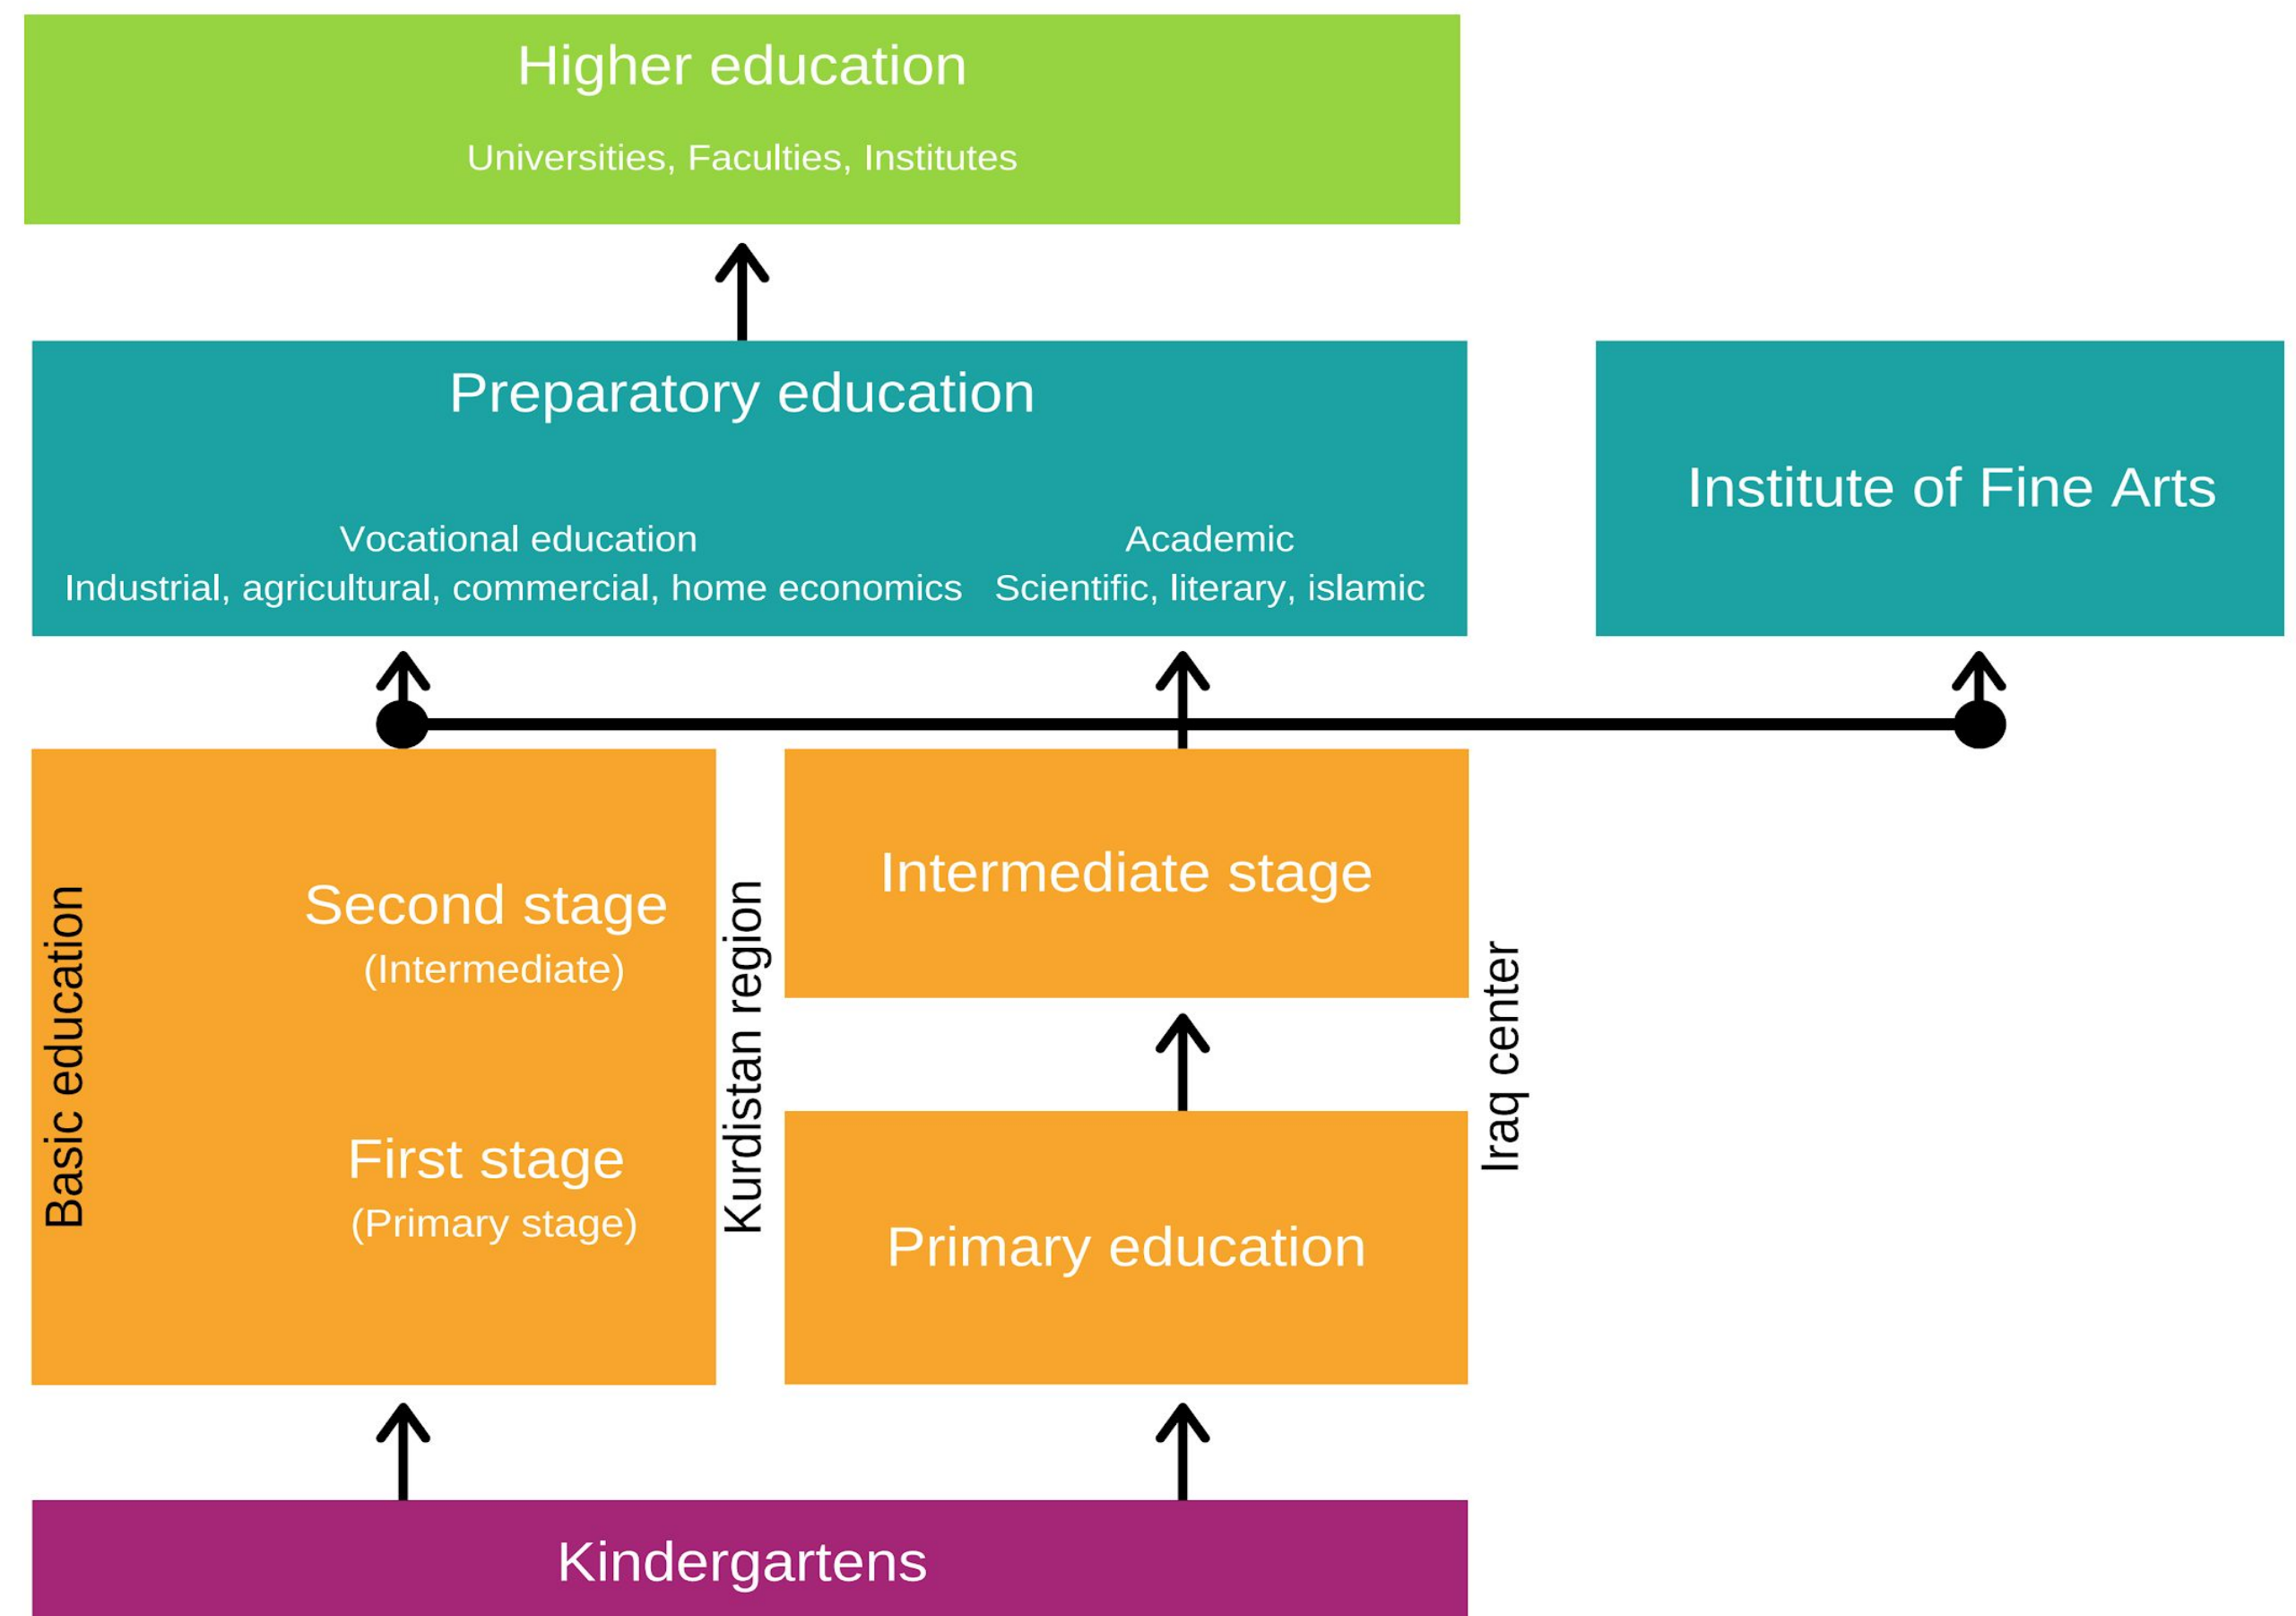 Higher education
Universities, Faculties, Institutes
Preparatory education
Vocational education
Industrial, agricultural, commercial, home economics
Academic
Scientific, literary, islamic
Institute of Fine Arts
Basic education
Second stage
(Intermediate)
First stage
(Primary stage)
Kurdistan region
Intermediate stage
Primary education
Iraq center
Kindergartens